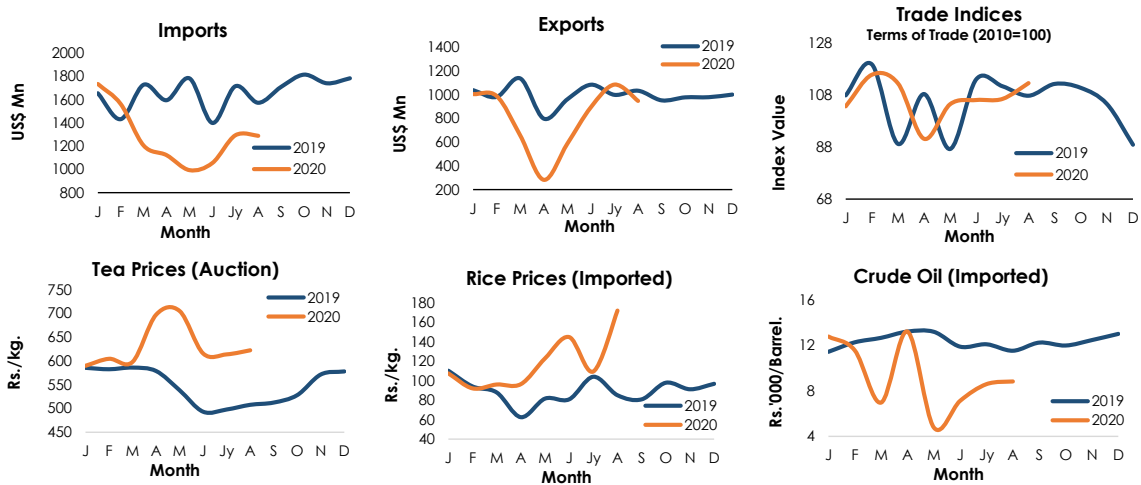 Imports
US$ Mn
2000
1800
1600
1400
1200
1000
800
2019
2020
J F M A M J Jy A S O N D
Month
Exports
US$ Mn
1400
1200
1000
800
600
400
200
2019
2020
J F M A M J Jy A S O N D
Month
Trade Indices
Terms of Trade (2010=100)
Index Value
128
108
88
68
2019
2020
J F M A M J Jy A S O N D
Month
Tea Prices (Auction)
Rs./kg.
750
700
650
600
550
500
450
2019
2020
J F M A M J Jy A S O N D
Month
Rice Prices (Imported)
Rs./kg.
180
160
140
120
100
80
60
40
2019
2020
J F M A M J Jy A S O N D
Month
Crude Oil (Imported)
Rs.'000/Barrel.
16
12
8
4
2019
2020
J F M A M J Jy A S O N D
Month